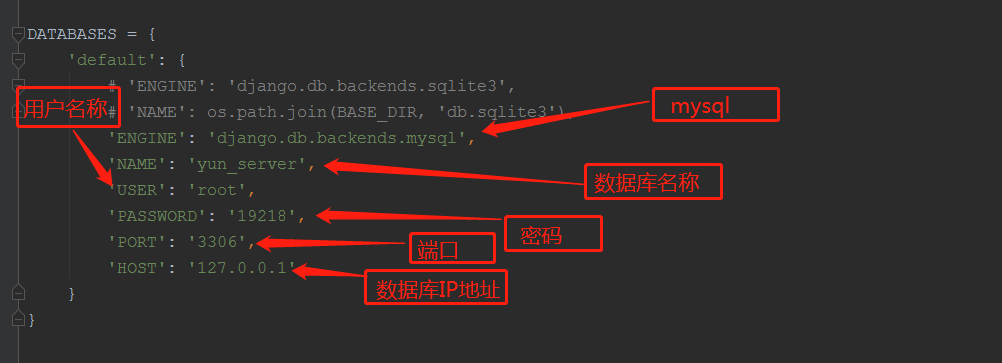 DATABASES = {
'default': {
# 'ENGINE': 'django.db.backends.sqlite3',
用户名称
# 'NAME': os.path.join(BASE_DIR, 'db.sqlite3'),
mysql
'ENGINE': 'django.db.backends.mysql',
'NAME': 'yun_server',
数据库名称
'USER': 'root',
'PASSWORD': '19218',
密码
'PORT': '3306',
端口
'HOST': '127.0.0.1'
数据库IP地址
}
}